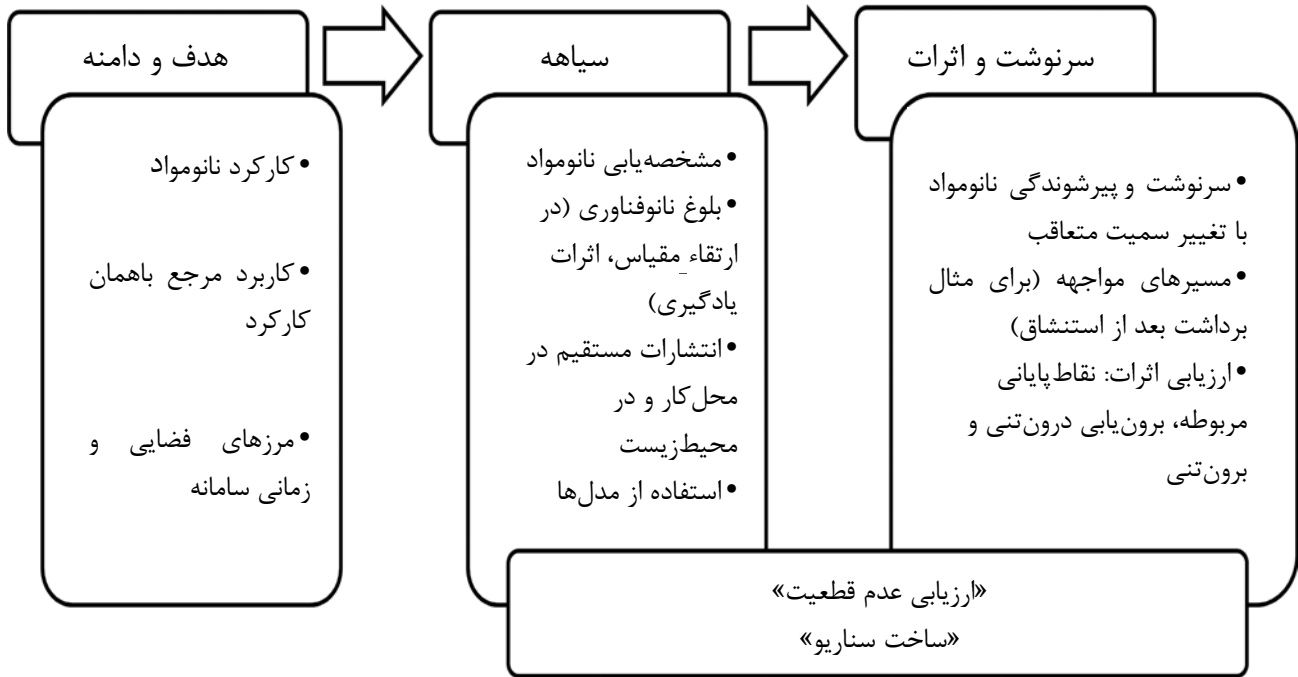 هدف و دامنه
• کارکرد نانومواد
• کاربرد مرجع باهمان
کارکرد
• مرزهای فضایی و
زمانی سامانه
سیاهه
• مشخصه‌یابی نانومواد
• بلوغ نانوفناوری (در
ارتقاء مقیاس، اثرات
یادگیری)
• انتشارات مستقیم در
محل‌کار و در
محیط‌زیست
• استفاده از مدل‌ها
سرنوشت و اثرات
• سرنوشت و پیرشوندگی نانومواد
با تغییر سمیت متعاقب
• مسیرهای مواجهه (برای مثال
برداشت بعد از استنشاق)
• ارزیابی اثرات: نقاط‌پایانی
مربوطه، برون‌یابی درون‌تنی و
برون‌تنی
«ارزیابی عدم قطعیت»
«ساخت سناریو»